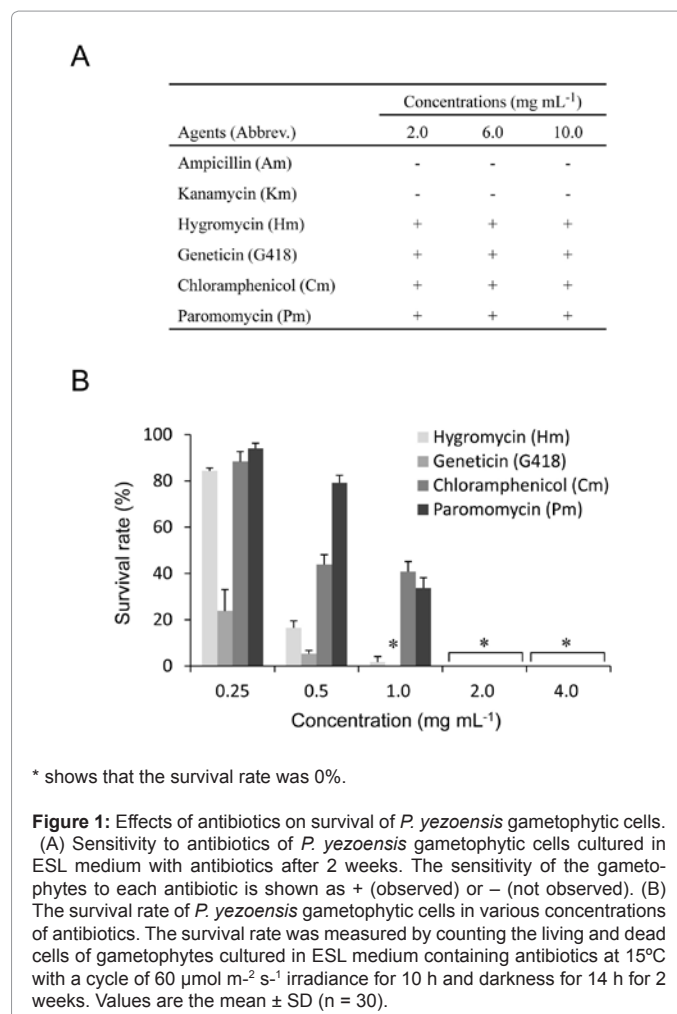 A
Concentrations (mg mL⁻¹)
Agents (Abbrev.) 2.0 6.0 10.0
Ampicillin (Am) - - -
Kanamycin (Km) - - -
Hygromycin (Hm) + + +
Geneticin (G418) + + +
Chloramphenicol (Cm) + + +
Paromomycin (Pm) + + +
B
Survival rate (%)
100
80
60
40
20
0
Hygromycin (Hm)
Geneticin (G418)
Chloramphenicol (Cm)
Paromomycin (Pm)
* * *
0.25 0.5 1.0 2.0 4.0
Concentration (mg mL⁻¹)
* shows that the survival rate was 0%.
Figure 1: Effects of antibiotics on survival of P. yezoensis gametophytic cells.
(A) Sensitivity to antibiotics of P. yezoensis gametophytic cells cultured in
ESL medium with antibiotics after 2 weeks. The sensitivity of the gameto-
phytes to each antibiotic is shown as + (observed) or – (not observed). (B)
The survival rate of P. yezoensis gametophytic cells in various concentrations
of antibiotics. The survival rate was measured by counting the living and dead
cells of gametophytes cultured in ESL medium containing antibiotics at 15ºC
with a cycle of 60 μmol m-² s-¹ irradiance for 10 h and darkness for 14 h for 2
weeks. Values are the mean ± SD (n = 30).